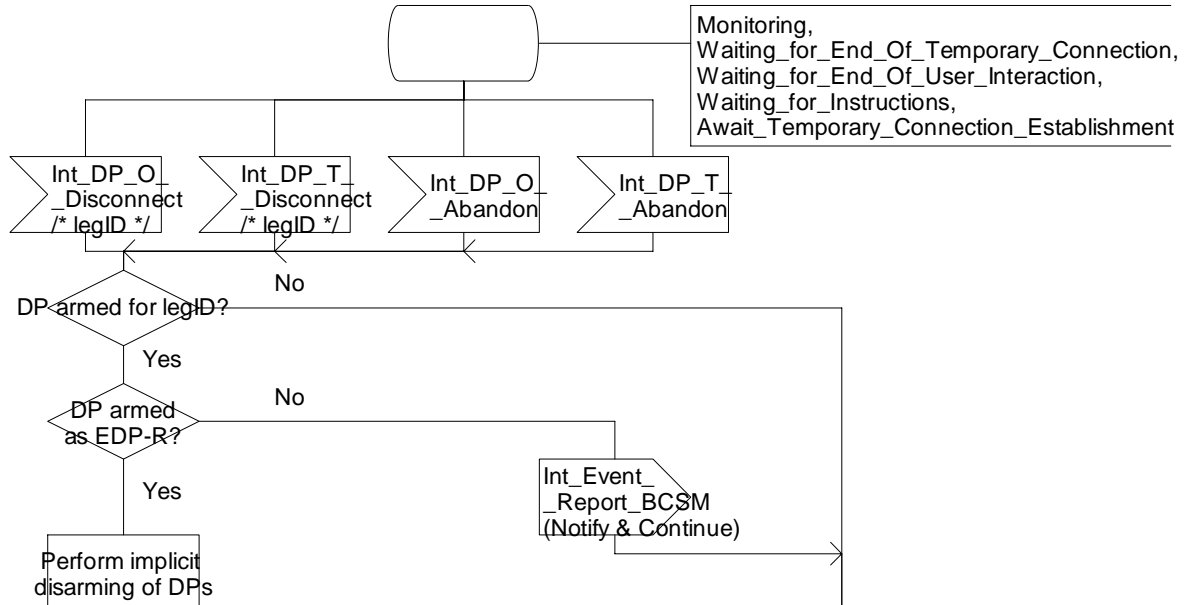 Monitoring,
Waiting_for_End_Of_Temporary_Connection,
Waiting_for_End_Of_User_Interaction,
Waiting_for_Instructions,
Await_Temporary_Connection_Establishment
Int_DP_O_
_Disconnect
/* legID */
Int_DP_T_
_Disconnect
/* legID */
Int_DP_O_
_Abandon
Int_DP_T_
_Abandon
No
DP armed for legID?
Yes
No
DP armed
as EDP-R?
Yes
Int_Event_
_Report_BCSM
(Notify & Continue)
Perform implicit
disarming of DPs